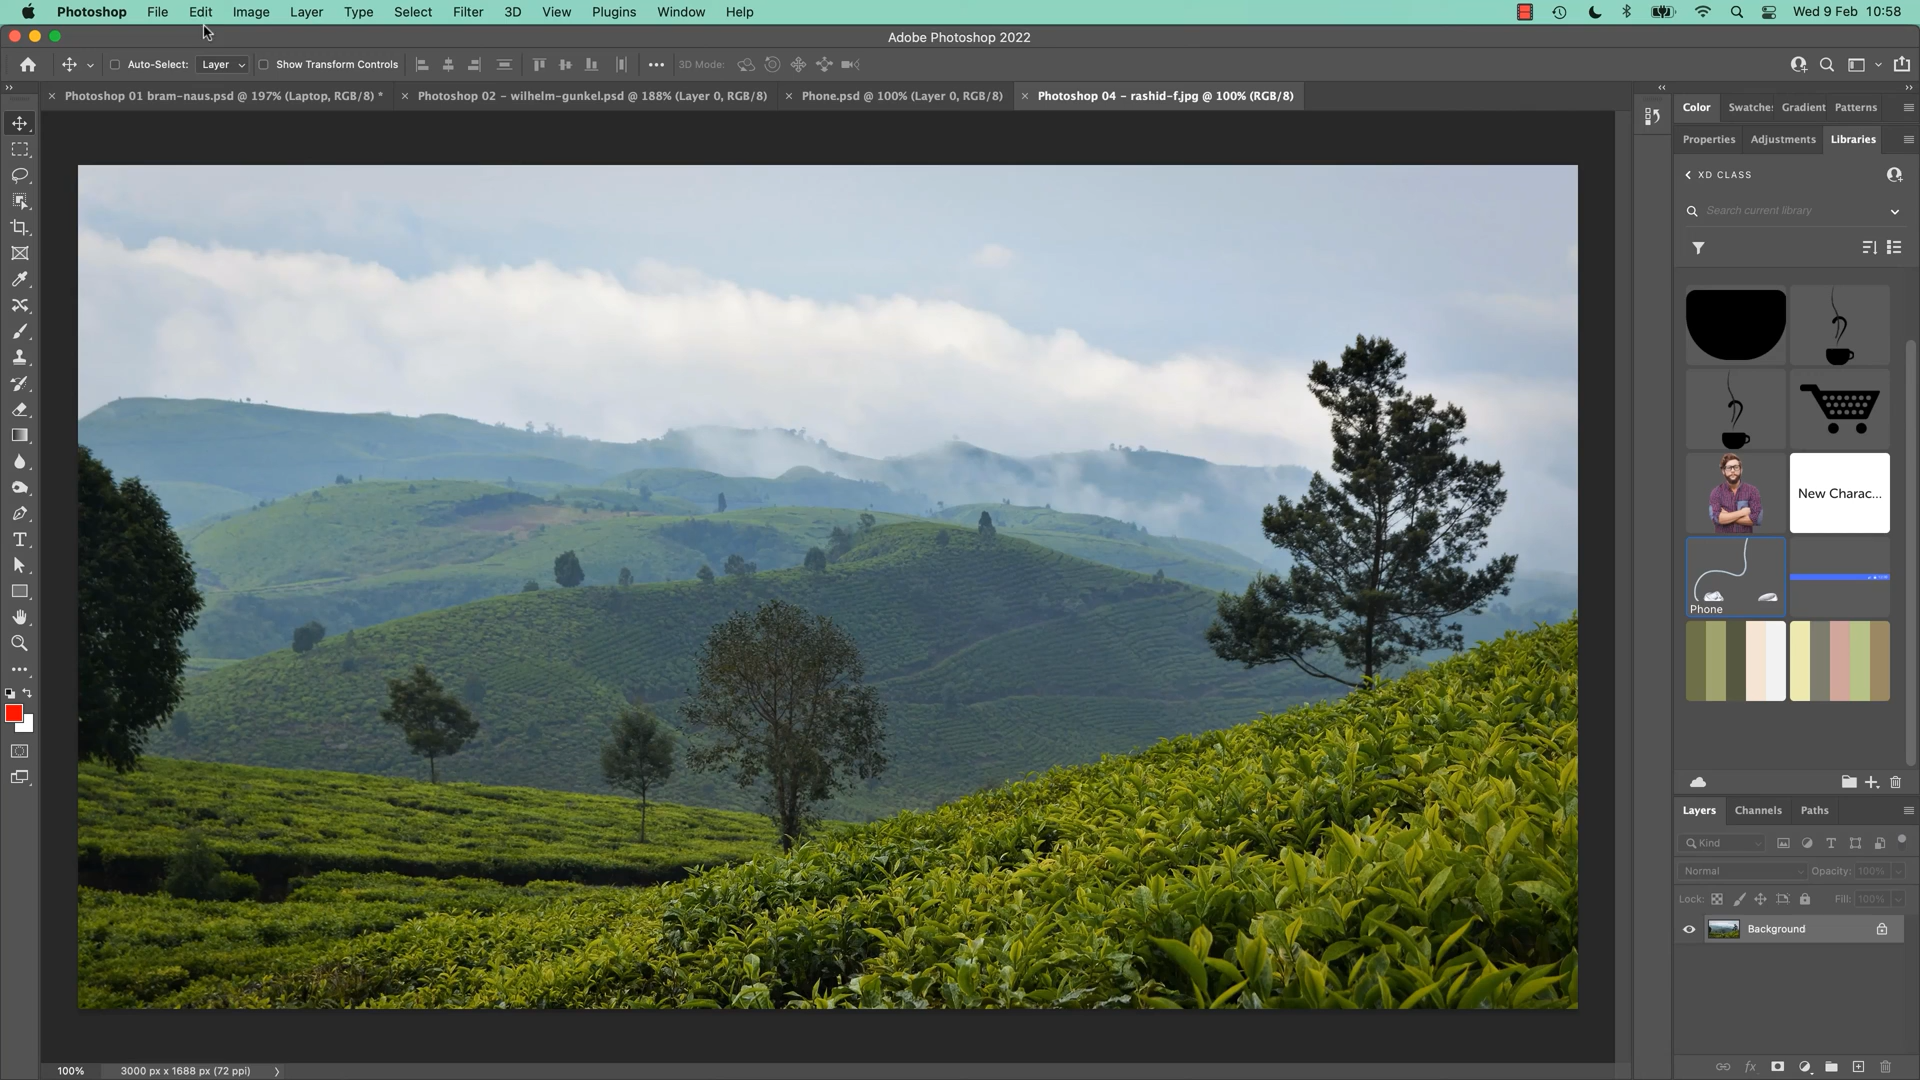 Photoshop File Edit Image Layer Type Select Filter 3D View Plugins Window Help Wed 9 Feb 10:58
Adobe Photoshop 2022
Auto-Select: Layer Show Transform Controls 3D Mode:
Photoshop 01 bram-naus.psd @ 197% (Laptop, RGB/8) * Photoshop 02 - wilhelm-gunkel.psd @ 188% (Layer 0, RGB/8) Phone.psd @ 100% (Layer 0, RGB/8) Photoshop 04 - rashid-f.jpg @ 100% (RGB/8)
Color Swatches Gradient Patterns
Properties Adjustments Libraries
XD CLASS
Search current library
New Charac...
Phone
Layers Channels Paths
Kind
Normal Opacity: 100%
Lock: Fill: 100%
Background
100% 3000 px x 1688 px (72 ppi)